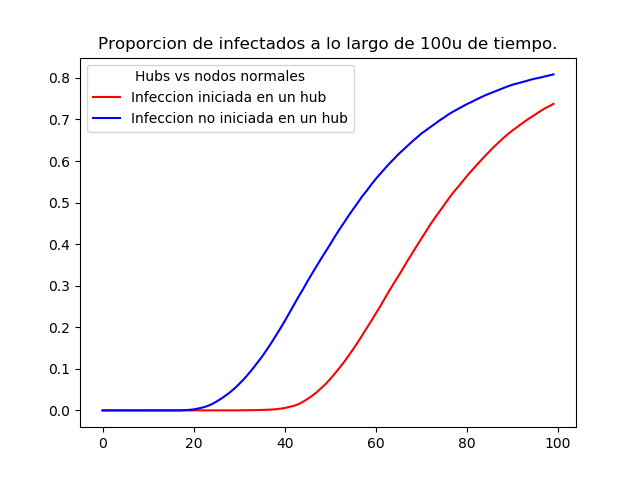 Proporcion de infectados a lo largo de 100u de tiempo.
Hubs vs nodos normales
Infeccion iniciada en un hub
Infeccion no iniciada en un hub
0.8
0.7
0.6
0.5
0.4
0.3
0.2
0.1
0.0
0 20 40 60 80 100